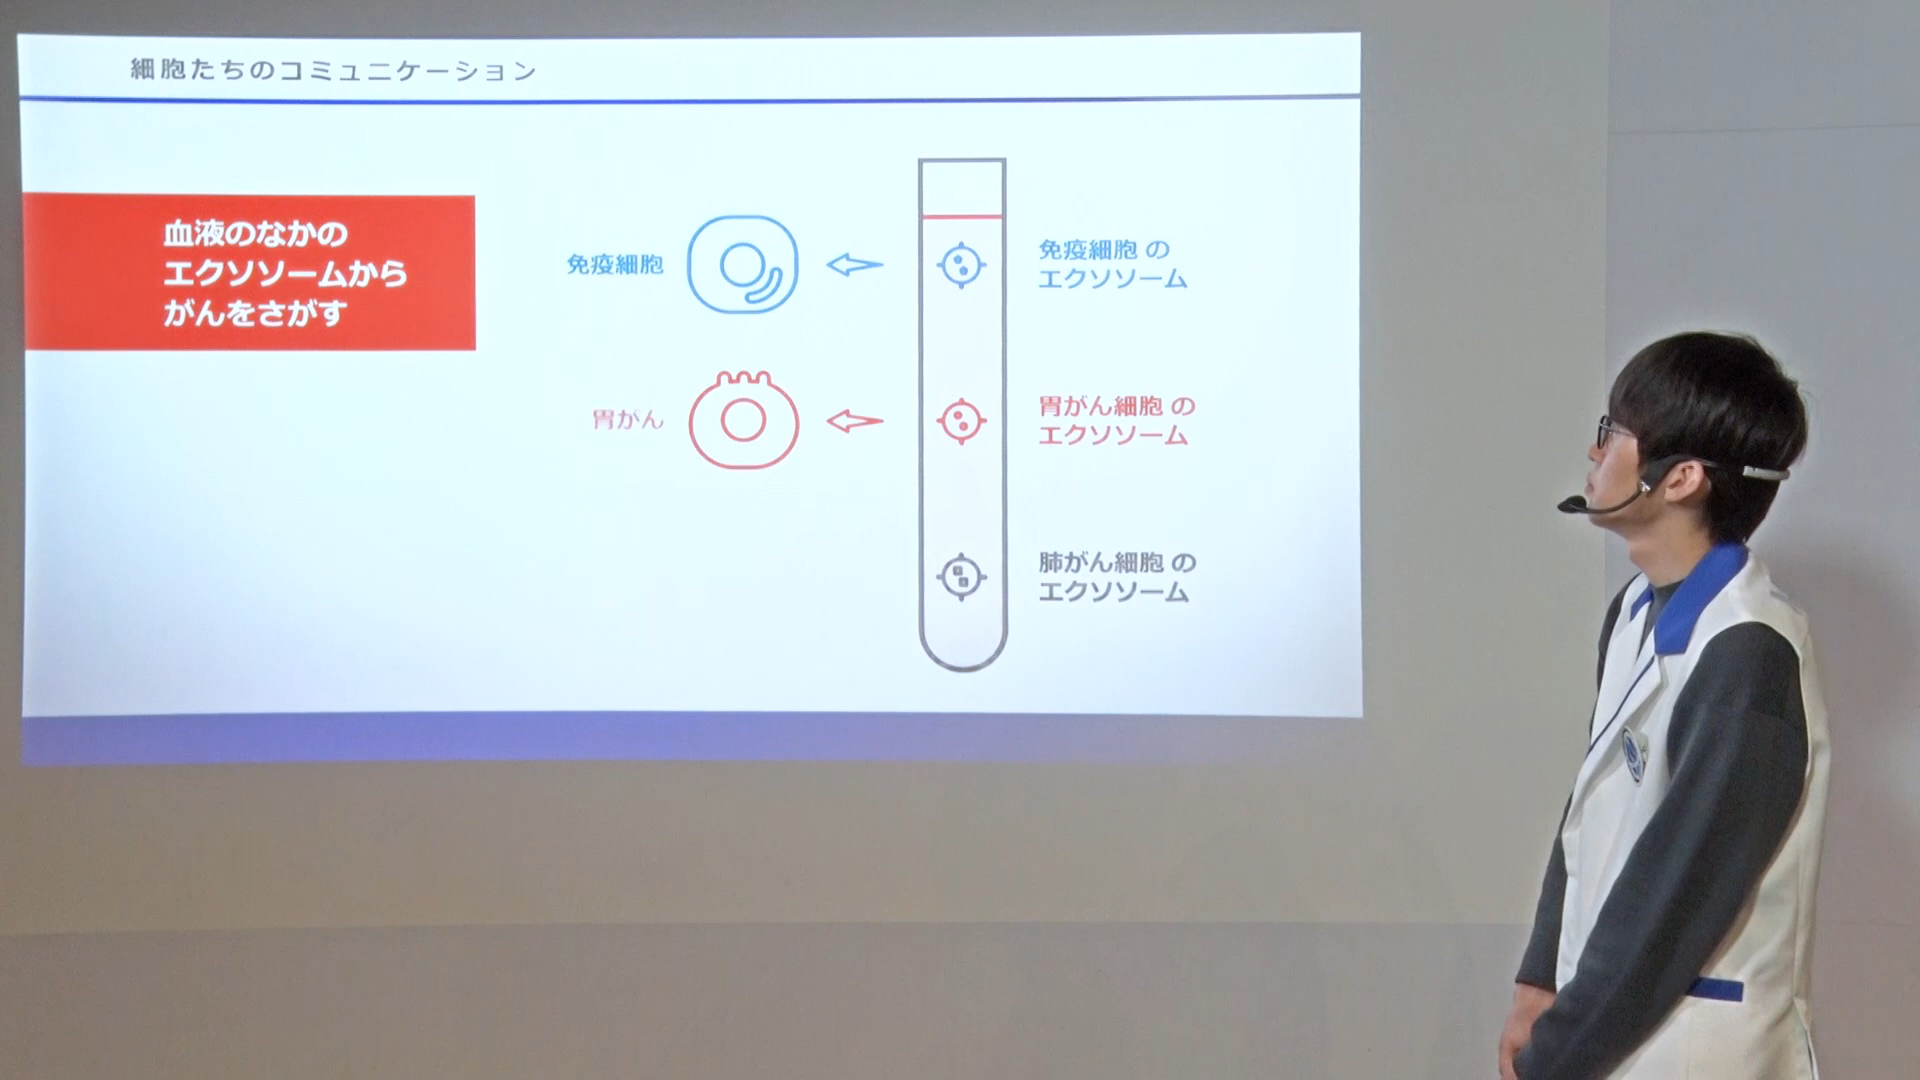 細胞たちのコミュニケーション
血液のなかの
エクソソームから
がんをさがす
免疫細胞
免疫細胞 の
エクソソーム
胃がん
胃がん細胞 の
エクソソーム
肺がん細胞 の
エクソソーム